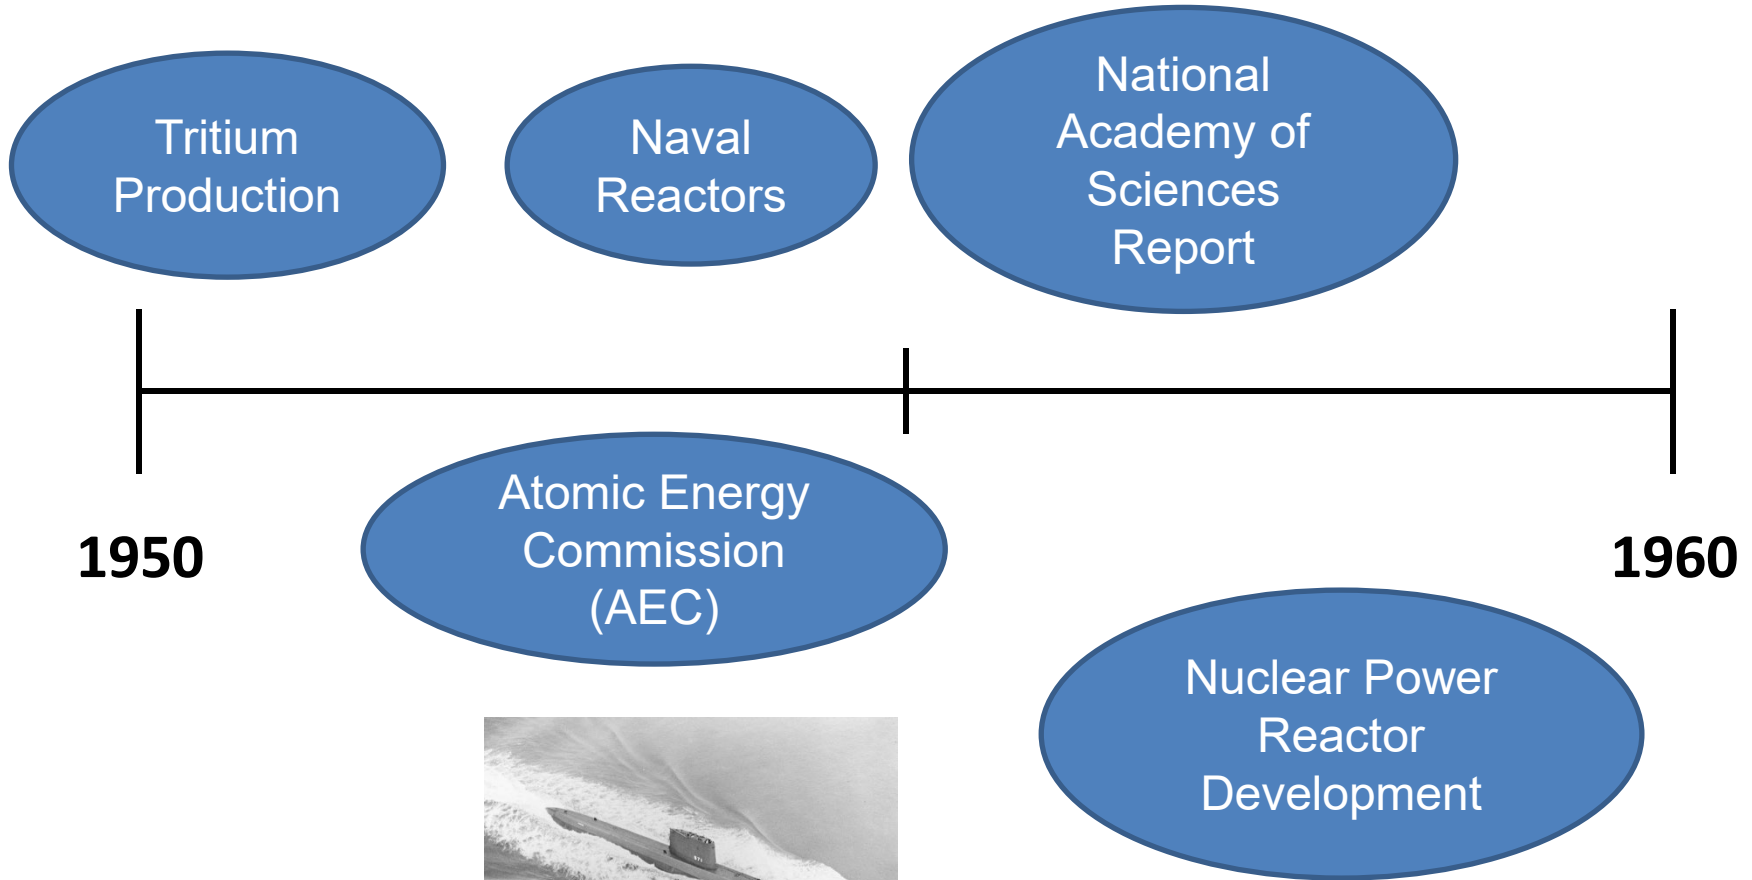 Tritium
Production
Naval
Reactors
National
Academy of
Sciences
Report
1950
Atomic Energy
Commission
(AEC)
1960
Nuclear Power
Reactor
Development
571